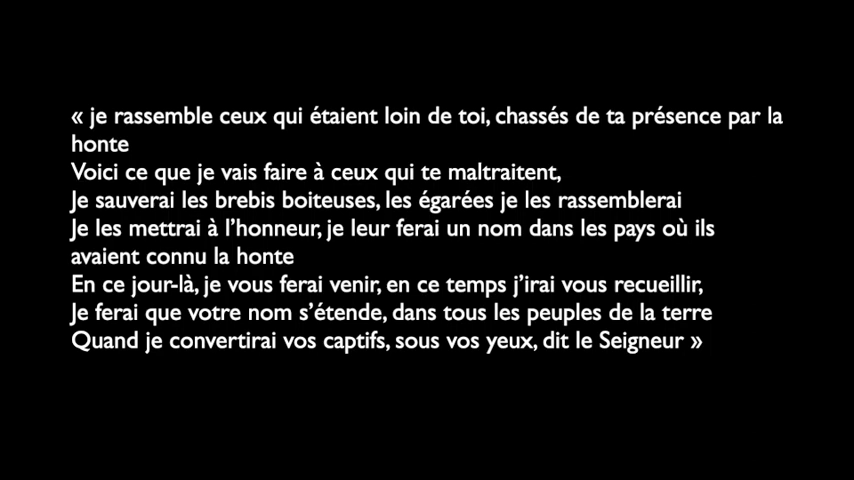 « je rassemble ceux qui étaient loin de toi, chassés de ta présence par la
honte
Voici ce que je vais faire à ceux qui te maltraitent,
Je sauverai les brebis boiteuses, les égarées je les rassemblerai
Je les mettrai à l’honneur, je leur ferai un nom dans les pays où ils
avaient connu la honte
En ce jour-là, je vous ferai venir, en ce temps j’irai vous recueillir,
Je ferai que votre nom s’étende, dans tous les peuples de la terre
Quand je convertirai vos captifs, sous vos yeux, dit le Seigneur »